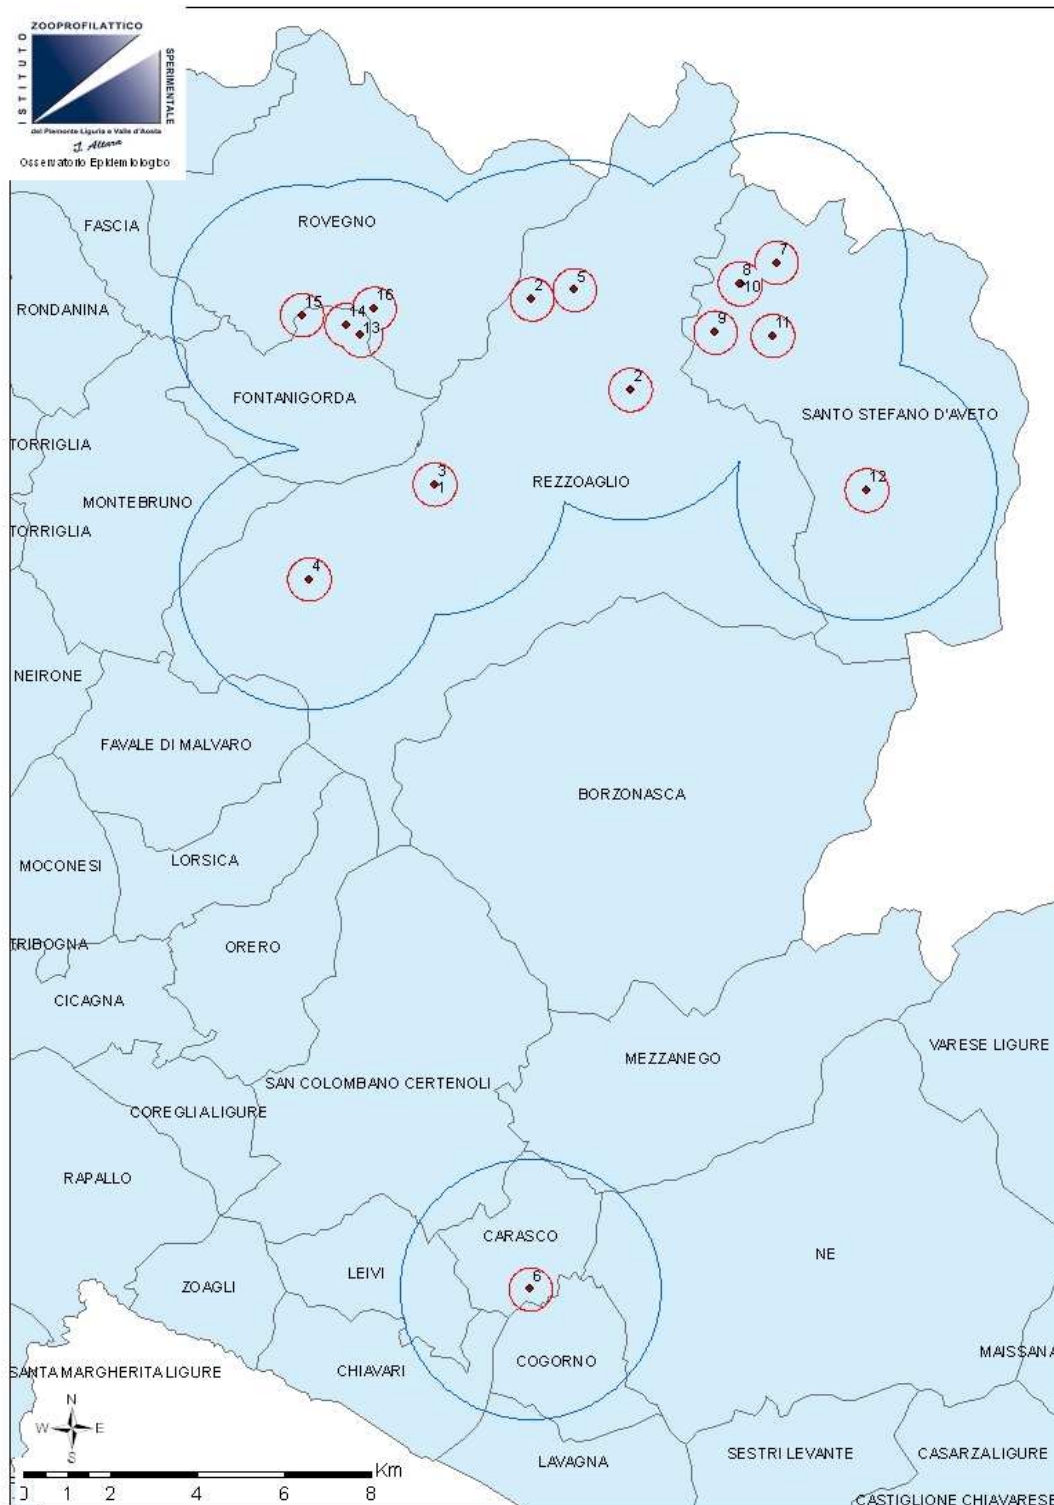 ZOOPROFILATTICO
ISTITUTO
SPERIMENTALE
del Piemonte Liguria e Valle d'Aosta
Osservatorio Epidemiologico
ROVEGNO
FASCIA
7
8
5
10
2
16
15
14
RONDANINA
9
11
13
2
FONTANIGORDA
SANTO STEFANO D'AVETO
TORRIGLIA
3
12
REZZOAGLIO
1
MONTEBRUNO
TORRIGLIA
4
NEIRONE
FAVALE DI MALVARO
BORZONASCA
LORSICA
MOCONESI
TRIBOGNA
ORERO
CICAGNA
VARESE LIGURE
MEZZANEGO
SAN COLOMBANO CERTENOLI
COREGLIA LIGURE
RAPALLO
CARASCO
NE
LEIVI
6
ZOAGLI
MAISSANA
COGORNO
SANTA MARGHERITA LIGURE
CHIAVARI
N
W E
S
SESTRI LEVANTE
CASARZA LIGURE
LAVAGNA
Km
0 1 2 4 6 8
CASTIGLIONE CHIAVARESE